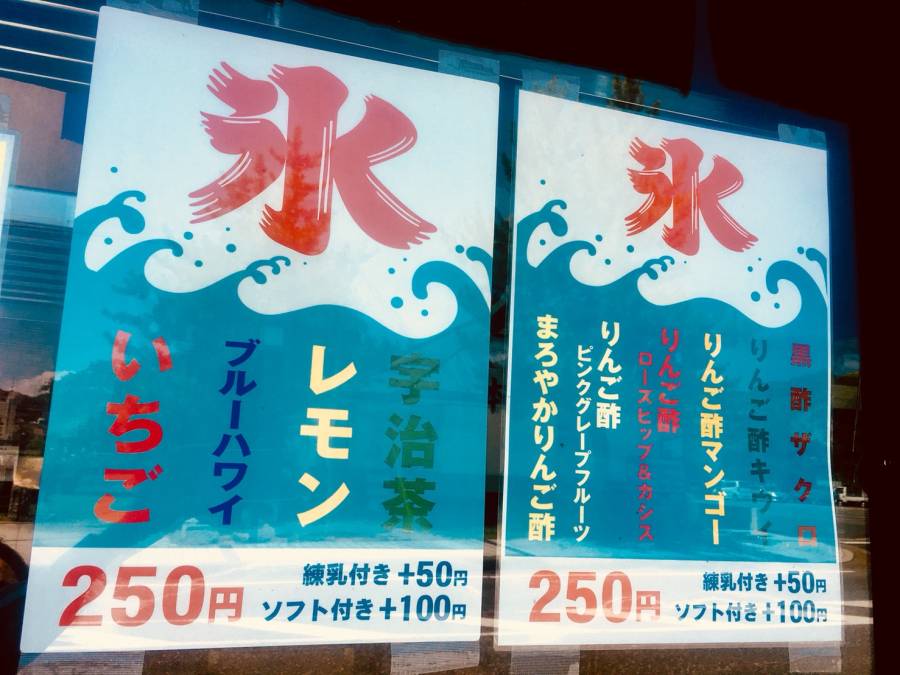 氷
宇治茶
レモン
ブルーハワイ
いちご
250円
練乳付き+50円
ソフト付き+100円
氷
黒酢ザクロ
りんご酢キウイ
りんご酢マンゴー
りんご酢
ローズヒップ&カシス
りんご酢
ピンクグレープフルーツ
まろやかりんご酢
250円
練乳付き+50円
ソフト付き+100円